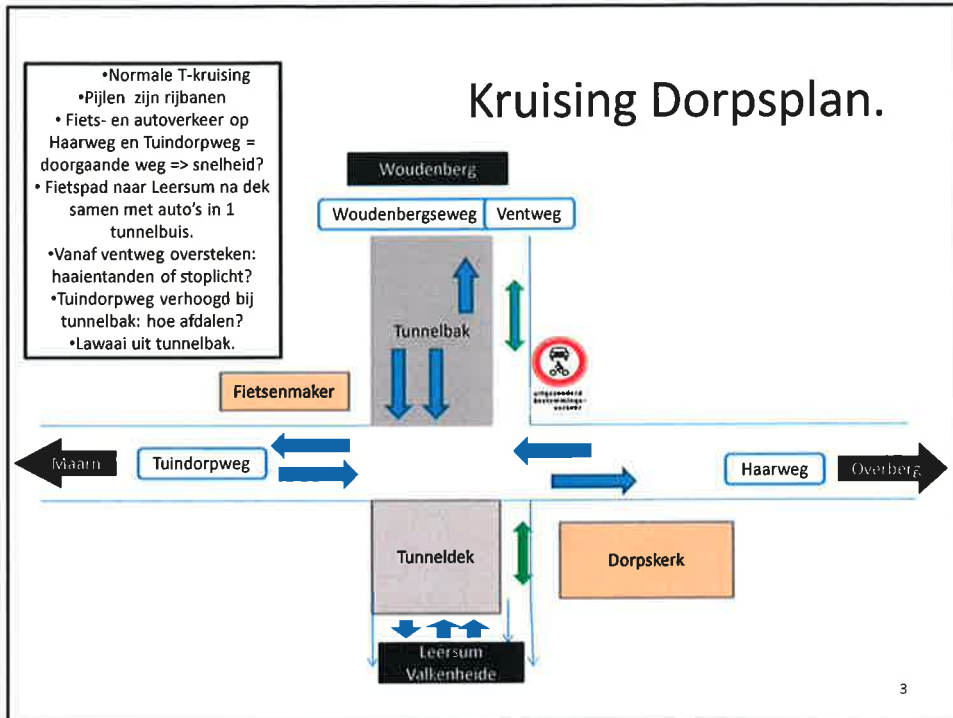 Kruising Dorpsplan.
•Normale T-kruising
•Pijlen zijn rijbanen
• Fiets- en autoverkeer op
Haarweg en Tuindorpweg =
doorgaande weg => snelheid?
• Fietspad naar Leersum na dek
samen met auto's in 1
tunnelbuis.
•Vanaf ventweg oversteken:
haaientanden of stoplicht?
•Tuindorpweg verhoogd bij
tunnelbak: hoe afdalen?
•Lawaai uit tunnelbak.
Woudenberg
Woudenbergseweg
Ventweg
Tunnelbak
uitgezonderd
bestemmings-
verkeer
Fietsenmaker
Maarn
Tuindorpweg
Haarweg
Overberg
Tunneldek
Dorpskerk
Leersum
Valkenheide
3